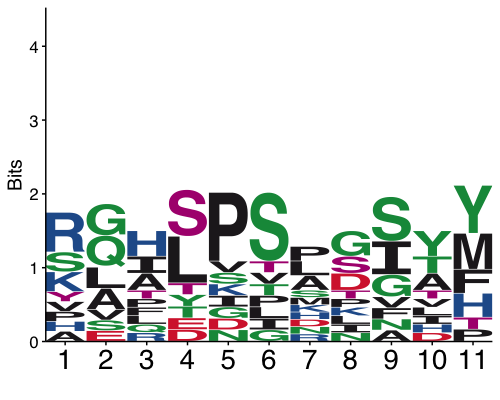 Bits
4
3
2
1
0
R S K Y V P H A
G Q L A V S E
H I A T P F L Q R
S L T Y I E D
P V S K I G D N
S T Y T P L I G
P L A S M K N R
G S D T P K L I N
S I G V F N A
Y T A Y L I H D
Y M F H T P
1 2 3 4 5 6 7 8 9 10 11